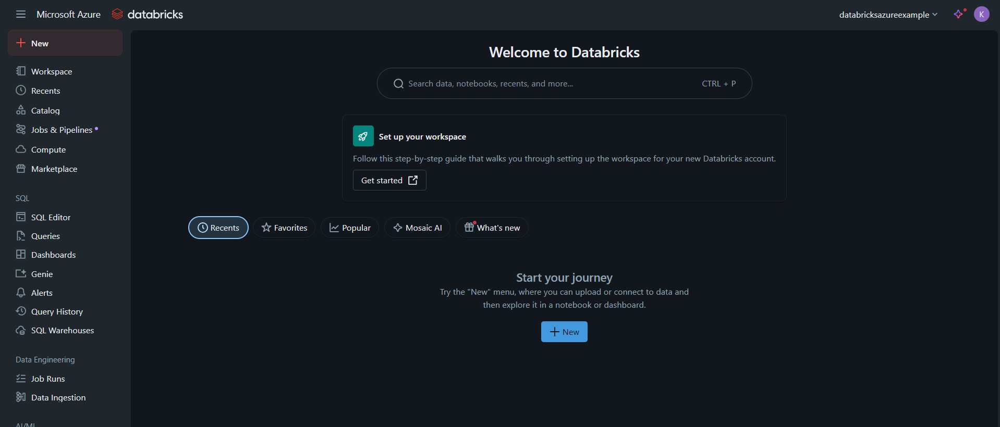 Microsoft Azure databricks
databricksazureexample
K
New
Workspace
Recents
Catalog
Jobs & Pipelines
Compute
Marketplace
SQL
SQL Editor
Queries
Dashboards
Genie
Alerts
Query History
SQL Warehouses
Data Engineering
Job Runs
Data Ingestion
AI/ML
Welcome to Databricks
Search data, notebooks, recents, and more... CTRL + P
Set up your workspace
Follow this step-by-step guide that walks you through setting up the workspace for your new Databricks account.
Get started
Recents Favorites Popular Mosaic AI What's new
Start your journey
Try the "New" menu, where you can upload or connect to data and
then explore it in a notebook or dashboard.
New